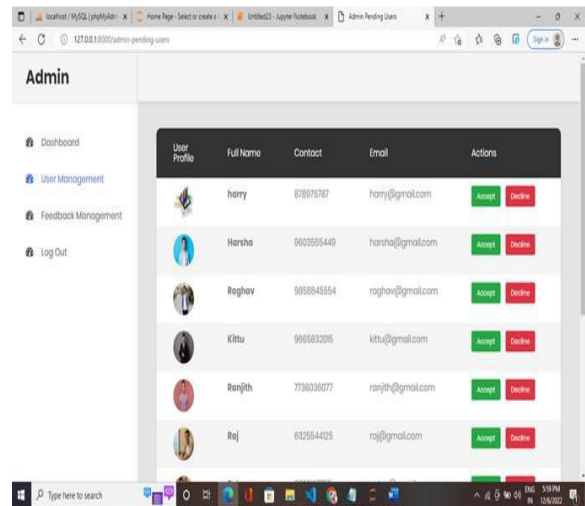 localhost / MySQL | phpMyAdmi
Home Page - Select or create a
Untitled23 - Jupyter Notebook
Admin Pending Users
127.0.0.1:8000/admin-pending-users
Sign in
Admin
Dashboard
User Management
Feedback Management
Log Out
User Profile Full Name Contact Email Actions
harry 878975787 harry@gmail.com Accept Decline
Harsha 9603555449 harsha@gmail.com Accept Decline
Raghav 9858845554 raghav@gmail.com Accept Decline
Kittu 9665832015 kittu@gmail.com Accept Decline
Ranjith 7736036077 ranjith@gmail.com Accept Decline
Raj 6325544125 raj@gmail.com Accept Decline
Type here to search
ENG 5:59 PM
IN 12/6/2022